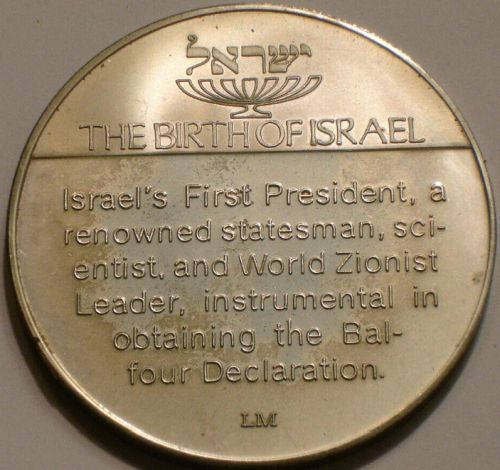 ישראל
THE BIRTH OF ISRAEL
Israel's First President, a
renowned statesman, sci-
entist, and World Zionist
Leader, instrumental in
obtaining the Bal-
four Declaration.
LM